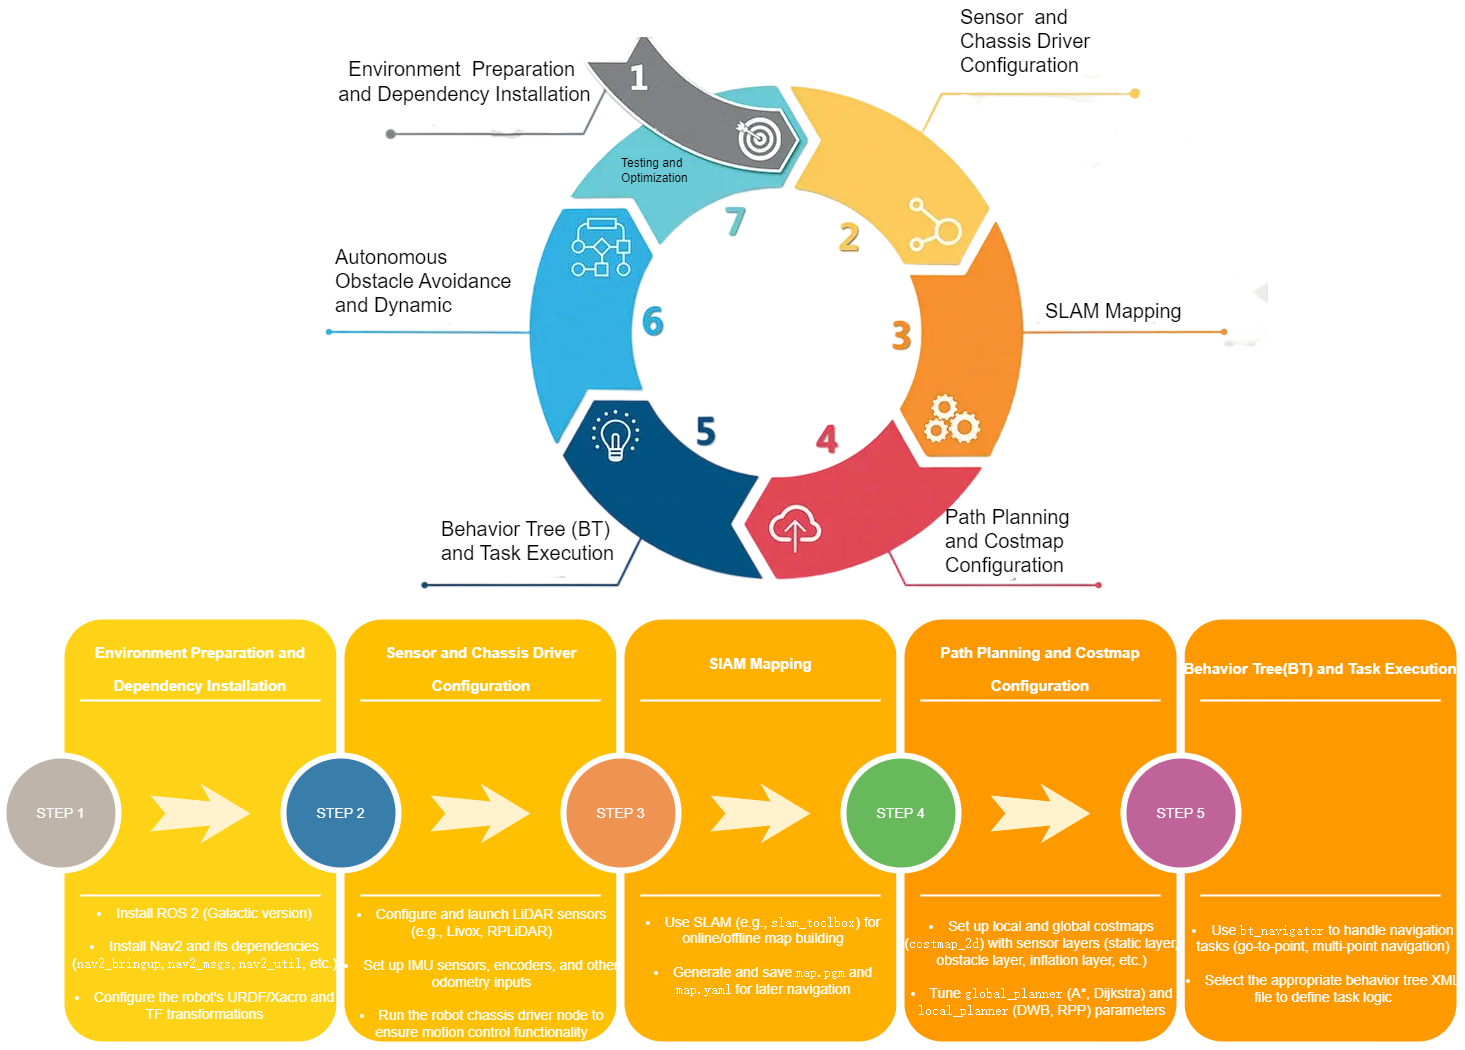 Environment  Preparation
and Dependency Installation
1
Sensor  and
Chassis Driver
Configuration
2
SLAM Mapping
3
Path Planning
and Costmap
Configuration
4
Behavior Tree (BT)
and Task Execution
5
Autonomous
Obstacle Avoidance
and Dynamic
6
Testing and
Optimization
7
Environment Preparation and
Dependency Installation
STEP 1
• Install ROS 2 (Galactic version)
• Install Nav2 and its dependencies
(nav2_bringup, nav2_msgs, nav2_util, etc.)
• Configure the robot's URDF/Xacro and
TF transformations
Sensor and Chassis Driver
Configuration
STEP 2
• Configure and launch LiDAR sensors
(e.g., Livox, RPLiDAR)
• Set up IMU sensors, encoders, and other
odometry inputs
• Run the robot chassis driver node to
ensure motion control functionality
SIAM Mapping
STEP 3
• Use SLAM (e.g., slam_toolbox) for
online/offline map building
• Generate and save map.pgm and
map.yaml for later navigation
Path Planning and Costmap
Configuration
STEP 4
• Set up local and global costmaps
(costmap_2d) with sensor layers (static layer,
obstacle layer, inflation layer, etc.)
• Tune global_planner (A*, Dijkstra) and
local_planner (DWB, RPP) parameters
Behavior Tree(BT) and Task Execution
STEP 5
• Use bt_navigator to handle navigation
tasks (go-to-point, multi-point navigation)
• Select the appropriate behavior tree XML
file to define task logic